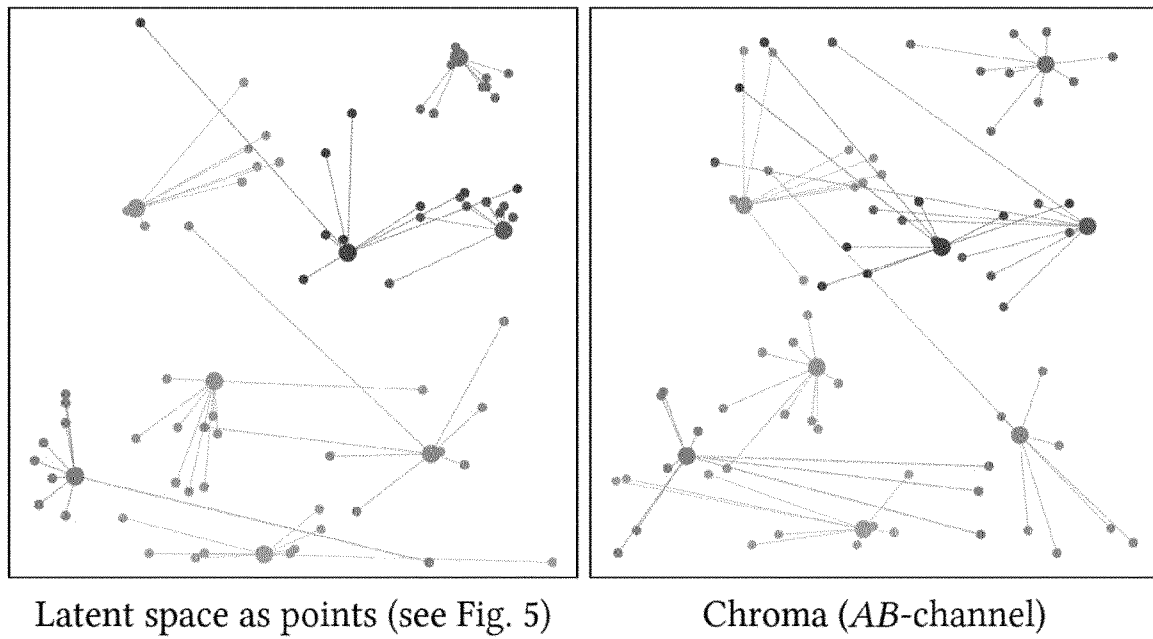 Latent space as points (see Fig. 5)
Chroma (AB-channel)